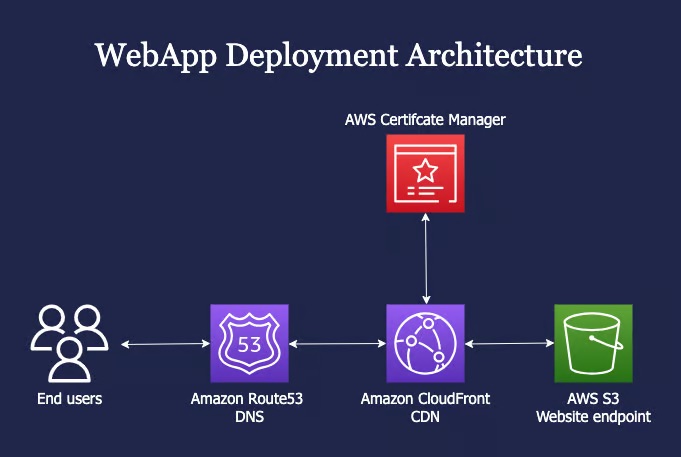 WebApp Deployment Architecture
AWS Certifcate Manager
53
End users
Amazon Route53
DNS
Amazon CloudFront
CDN
AWS S3
Website endpoint